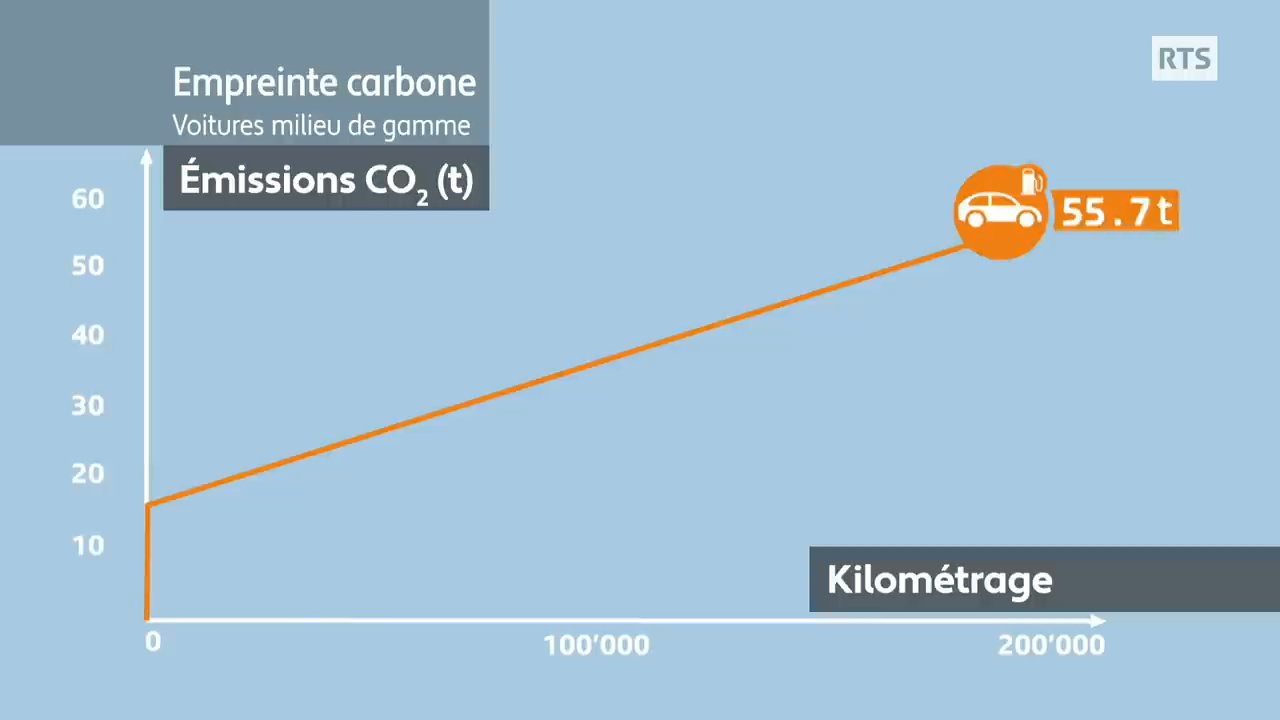 RTS
Empreinte carbone
Voitures milieu de gamme
Émissions CO₂ (t)
60
50
40
30
20
10
55.7t
Kilométrage
0
100’000
200’000